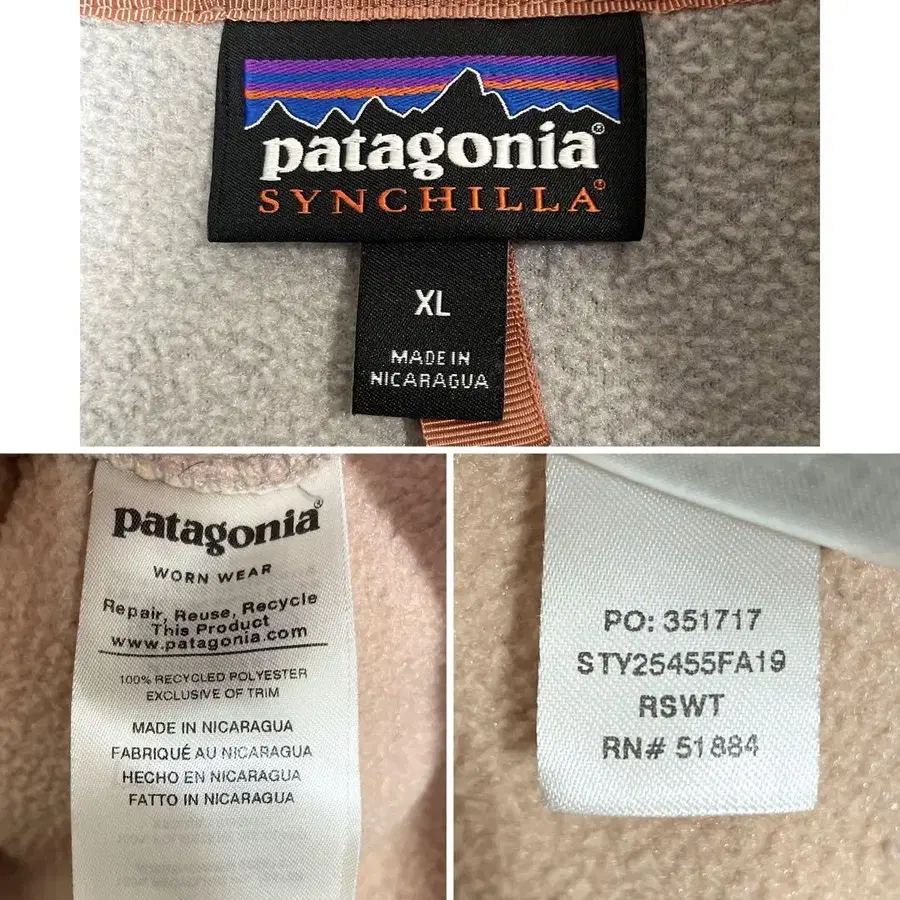 patagonia®
SYNCHILLA®
XL
MADE IN
NICARAGUA
patagonia®
WORN WEAR
Repair, Reuse, Recycle
This Product
www.patagonia.com
100% RECYCLED POLYESTER
EXCLUSIVE OF TRIM
MADE IN NICARAGUA
FABRIQUÉ AU NICARAGUA
HECHO EN NICARAGUA
FATTO IN NICARAGUA
PO: 351717
STY25455FA19
RSWT
RN# 51884